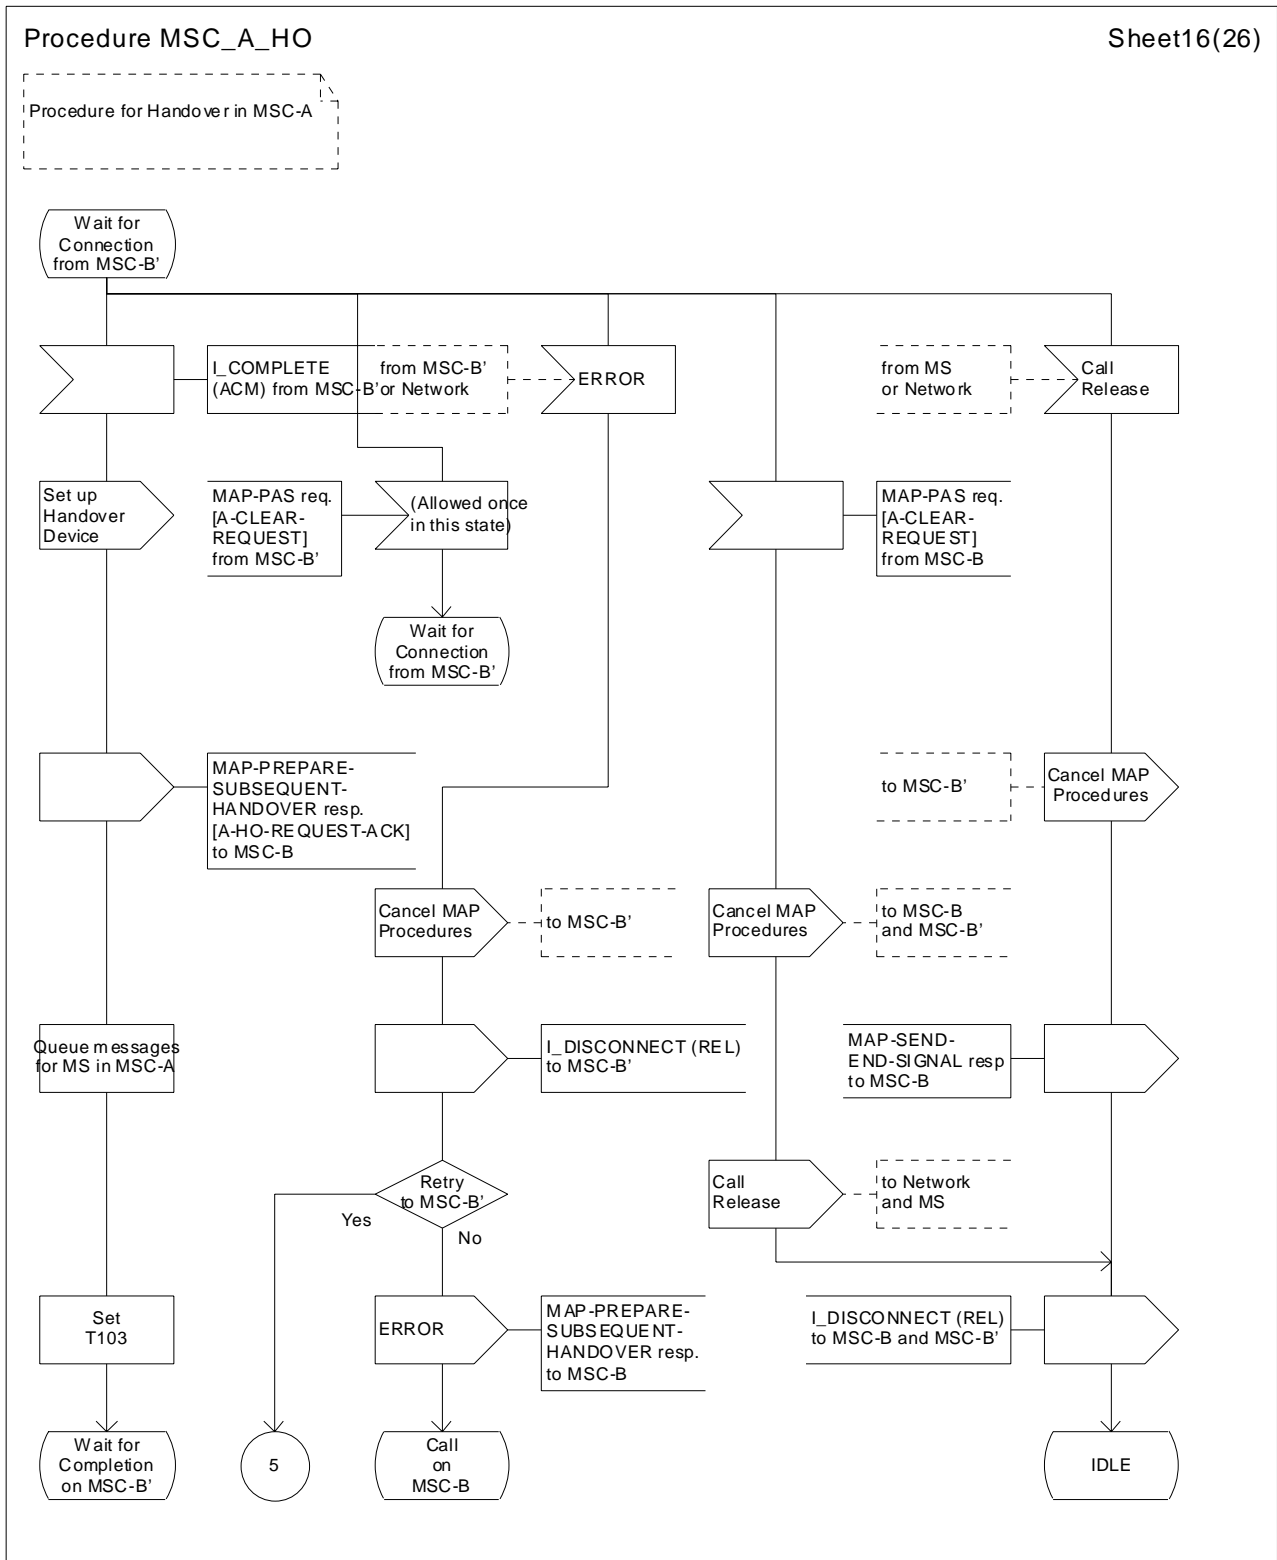 Procedure MSC_A_HO
Sheet16(26)
Procedure for Handover in MSC-A
Wait for
Connection
from MSC-B’
I_COMPLETE
(ACM) from MSC-B’
from MSC-B’
or Network
ERROR
from MS
or Network
Call
Release
Set up
Handover
Device
MAP-PAS req.
[A-CLEAR-
REQUEST]
from MSC-B’
(Allowed once
in this state)
MAP-PAS req.
[A-CLEAR-
REQUEST]
from MSC-B
Wait for
Connection
from MSC-B’
MAP-PREPARE-
SUBSEQUENT-
HANDOVER resp.
[A-HO-REQUEST-ACK]
to MSC-B
to MSC-B’
Cancel MAP
Procedures
Cancel MAP
Procedures
to MSC-B’
Cancel MAP
Procedures
to MSC-B
and MSC-B’
Queue messages
for MS in MSC-A
I_DISCONNECT (REL)
to MSC-B’
MAP-SEND-
END-SIGNAL resp
to MSC-B
Retry
to MSC-B’
Yes
No
Call
Release
to Network
and MS
Set
T103
ERROR
MAP-PREPARE-
SUBSEQUENT-
HANDOVER resp.
to MSC-B
I_DISCONNECT (REL)
to MSC-B and MSC-B’
Wait for
Completion
on MSC-B’
5
Call
on
MSC-B
IDLE